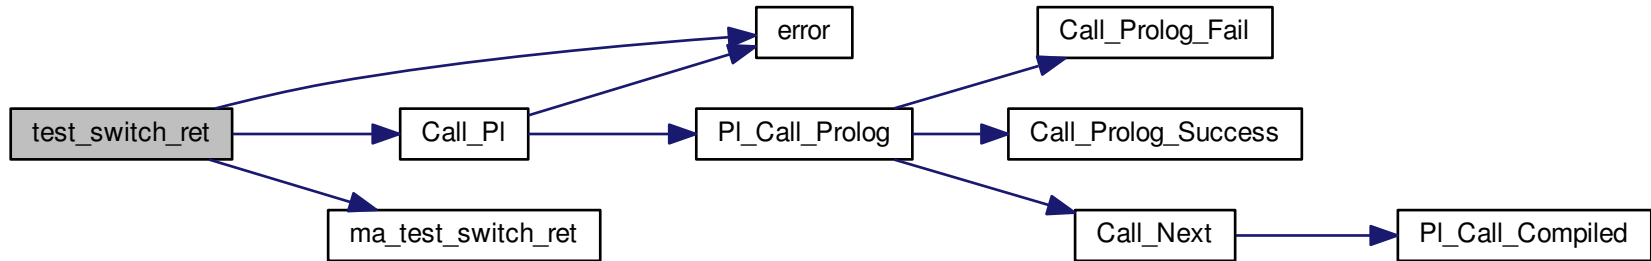 error
Call_Prolog_Fail
test_switch_ret
Call_Pl
Pl_Call_Prolog
Call_Prolog_Success
ma_test_switch_ret
Call_Next
Pl_Call_Compiled